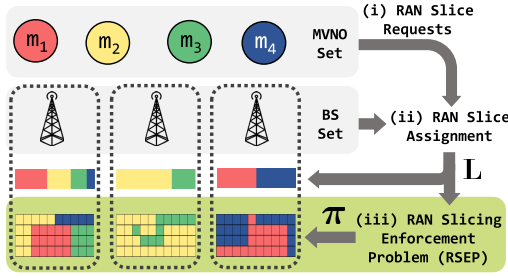 (i) RAN Slice
Requests
m1
m2
m3
m4
MVNO
Set
BS
Set
(ii) RAN Slice
Assignment
L
π
(iii) RAN Slicing
Enforcement
Problem (RSEP)